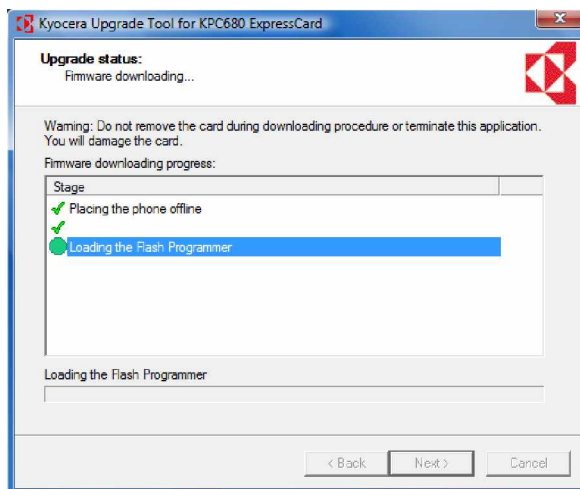 Kyocera Upgrade Tool for KPC680 ExpressCard
Upgrade status:
Firmware downloading...
Warning: Do not remove the card during downloading procedure or terminate this application.
You will damage the card.
Firmware downloading progress:
Stage
Placing the phone offline
Loading the Flash Programmer
Loading the Flash Programmer
< Back
Next >
Cancel